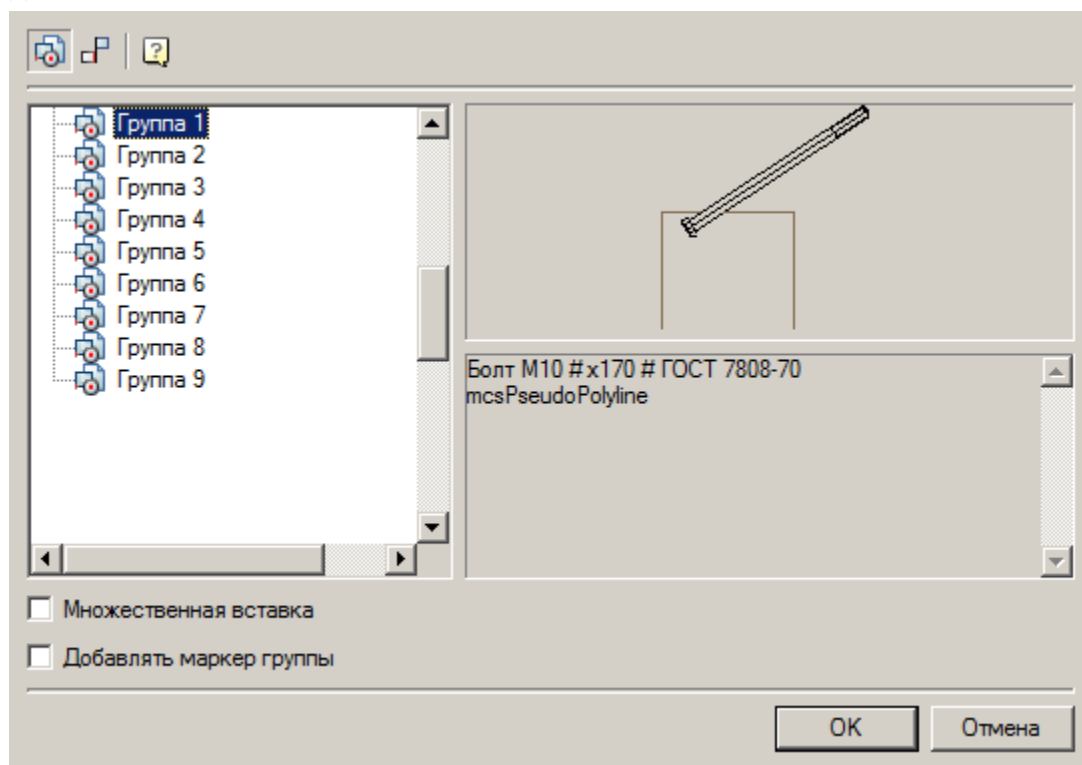 Группа 1
Группа 2
Группа 3
Группа 4
Группа 5
Группа 6
Группа 7
Группа 8
Группа 9
Болт М10 # x170 # ГОСТ 7808-70
mcsPseudoPolyline
Множественная вставка
Добавлять маркер группы
OK
Отмена